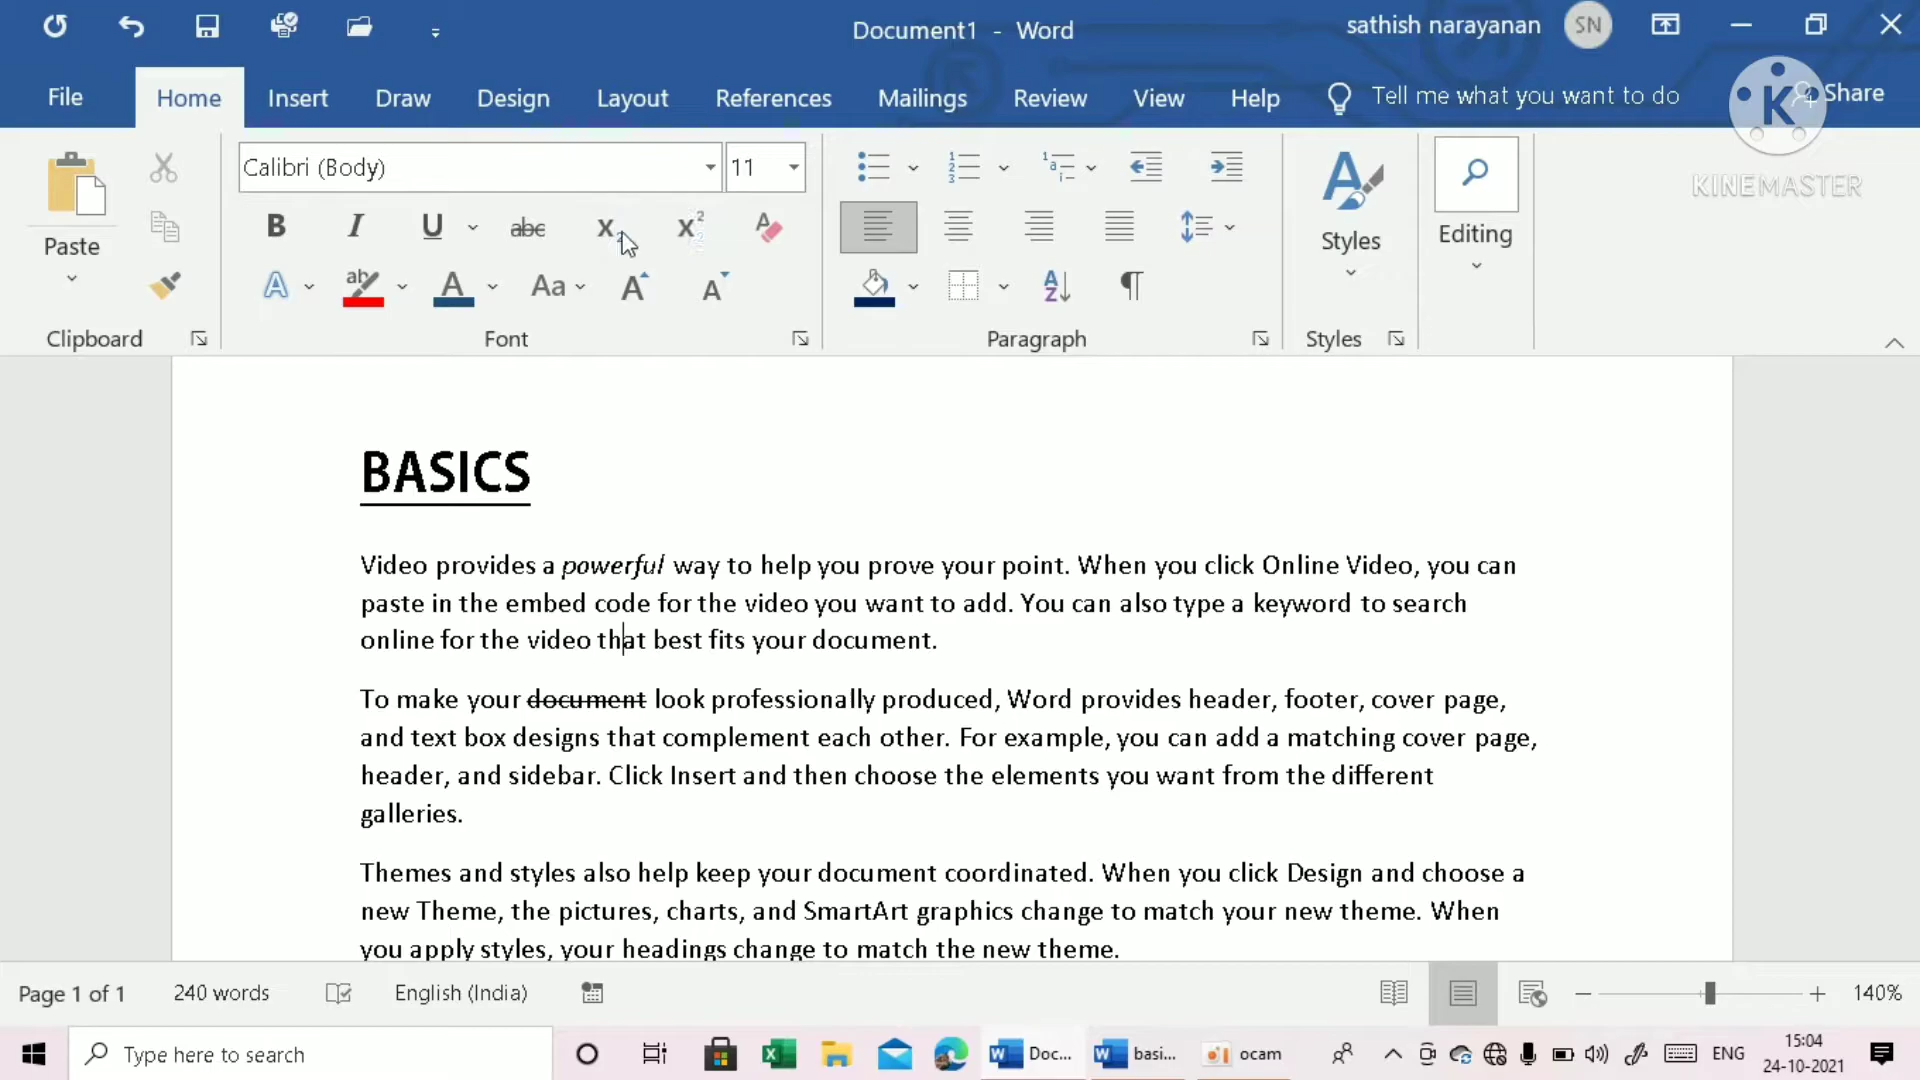 Document1 - Word
sathish narayanan SN
File Home Insert Draw Design Layout References Mailings Review View Help Tell me what you want to do Share
K
KINEMASTER
Calibri (Body) 11
Paste
B I U abc X2 X2
Aa
Styles
Editing
Clipboard Font Paragraph Styles
BASICS
Video provides a powerful way to help you prove your point. When you click Online Video, you can
paste in the embed code for the video you want to add. You can also type a keyword to search
online for the video that best fits your document.
To make your document look professionally produced, Word provides header, footer, cover page,
and text box designs that complement each other. For example, you can add a matching cover page,
header, and sidebar. Click Insert and then choose the elements you want from the different
galleries.
Themes and styles also help keep your document coordinated. When you click Design and choose a
new Theme, the pictures, charts, and SmartArt graphics change to match your new theme. When
you apply styles, your headings change to match the new theme.
Page 1 of 1 240 words English (India) 140%
Type here to search Doc... basi... ocam ENG 15:04
24-10-2021